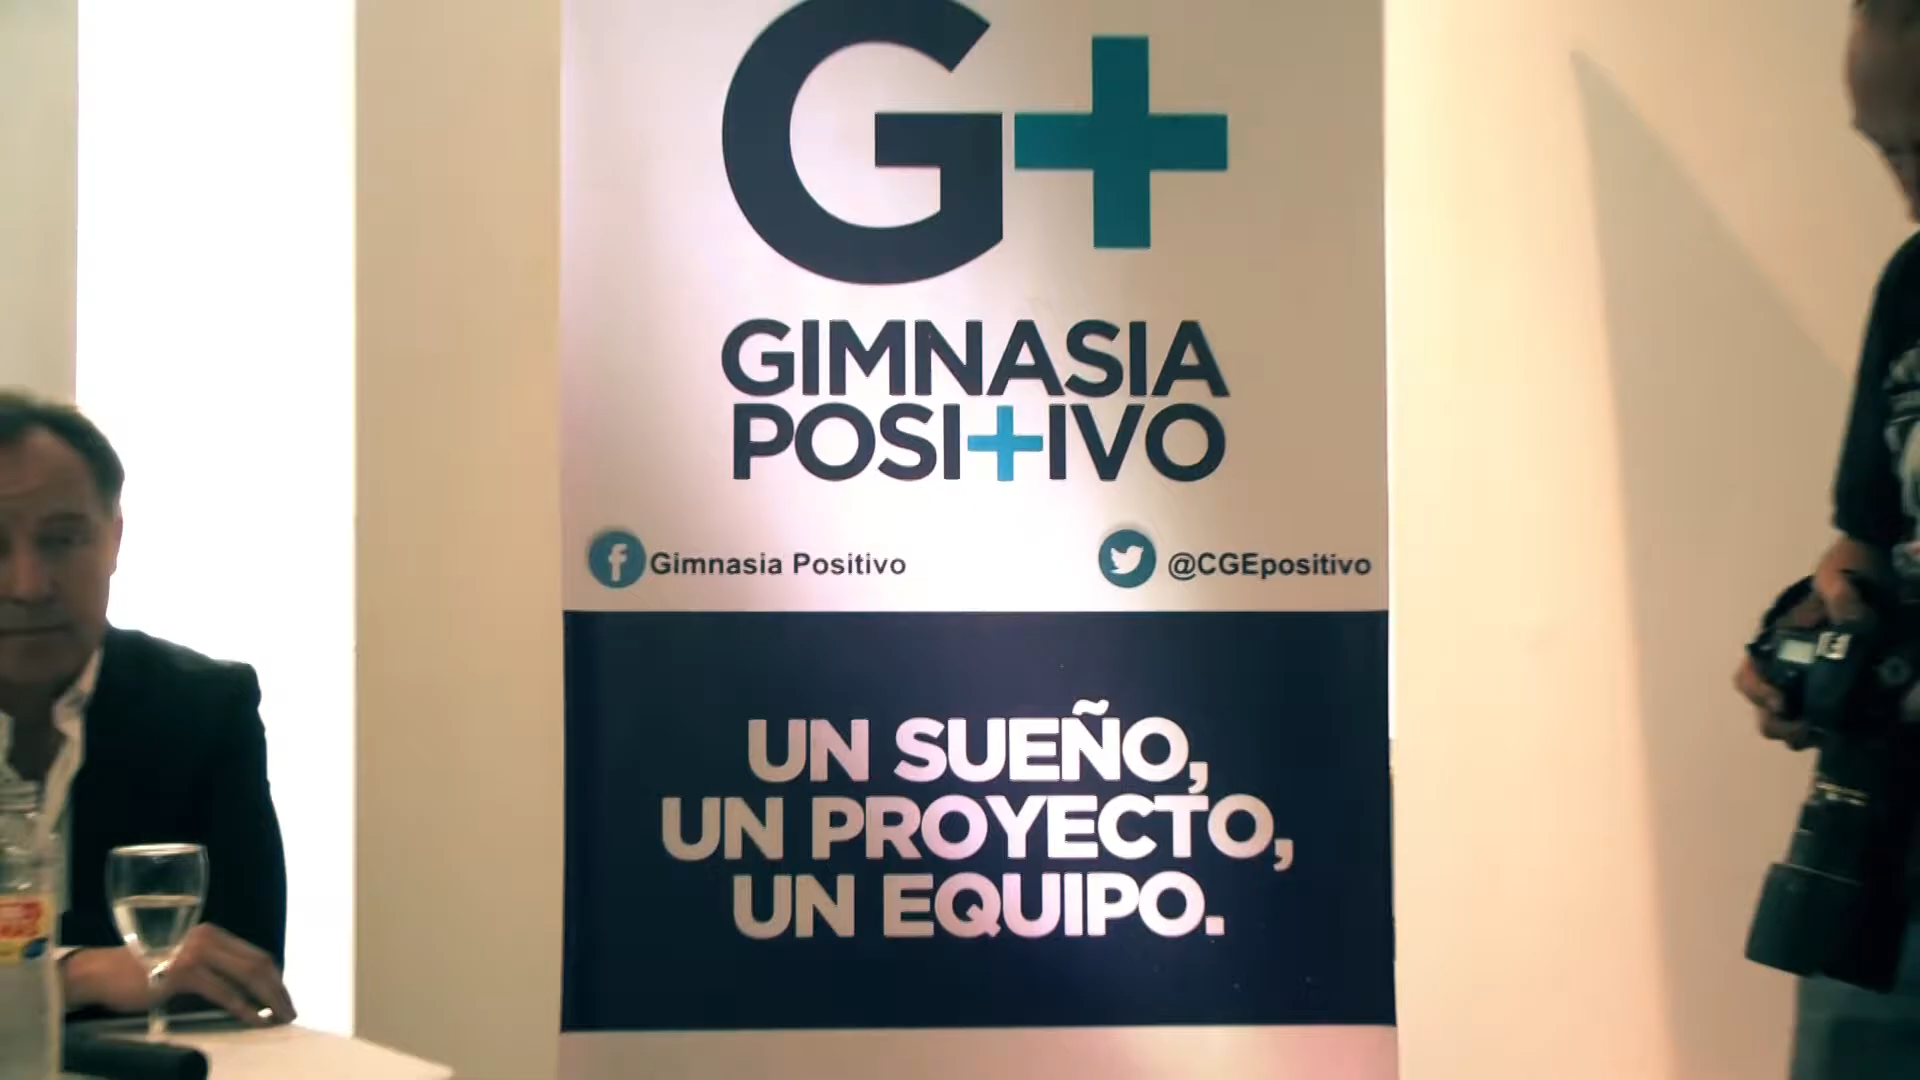 G+
GIMNASIA
POSI+IVO
Gimnasia Positivo
@CGEpositivo
UN SUEÑO,
UN PROYECTO,
UN EQUIPO.